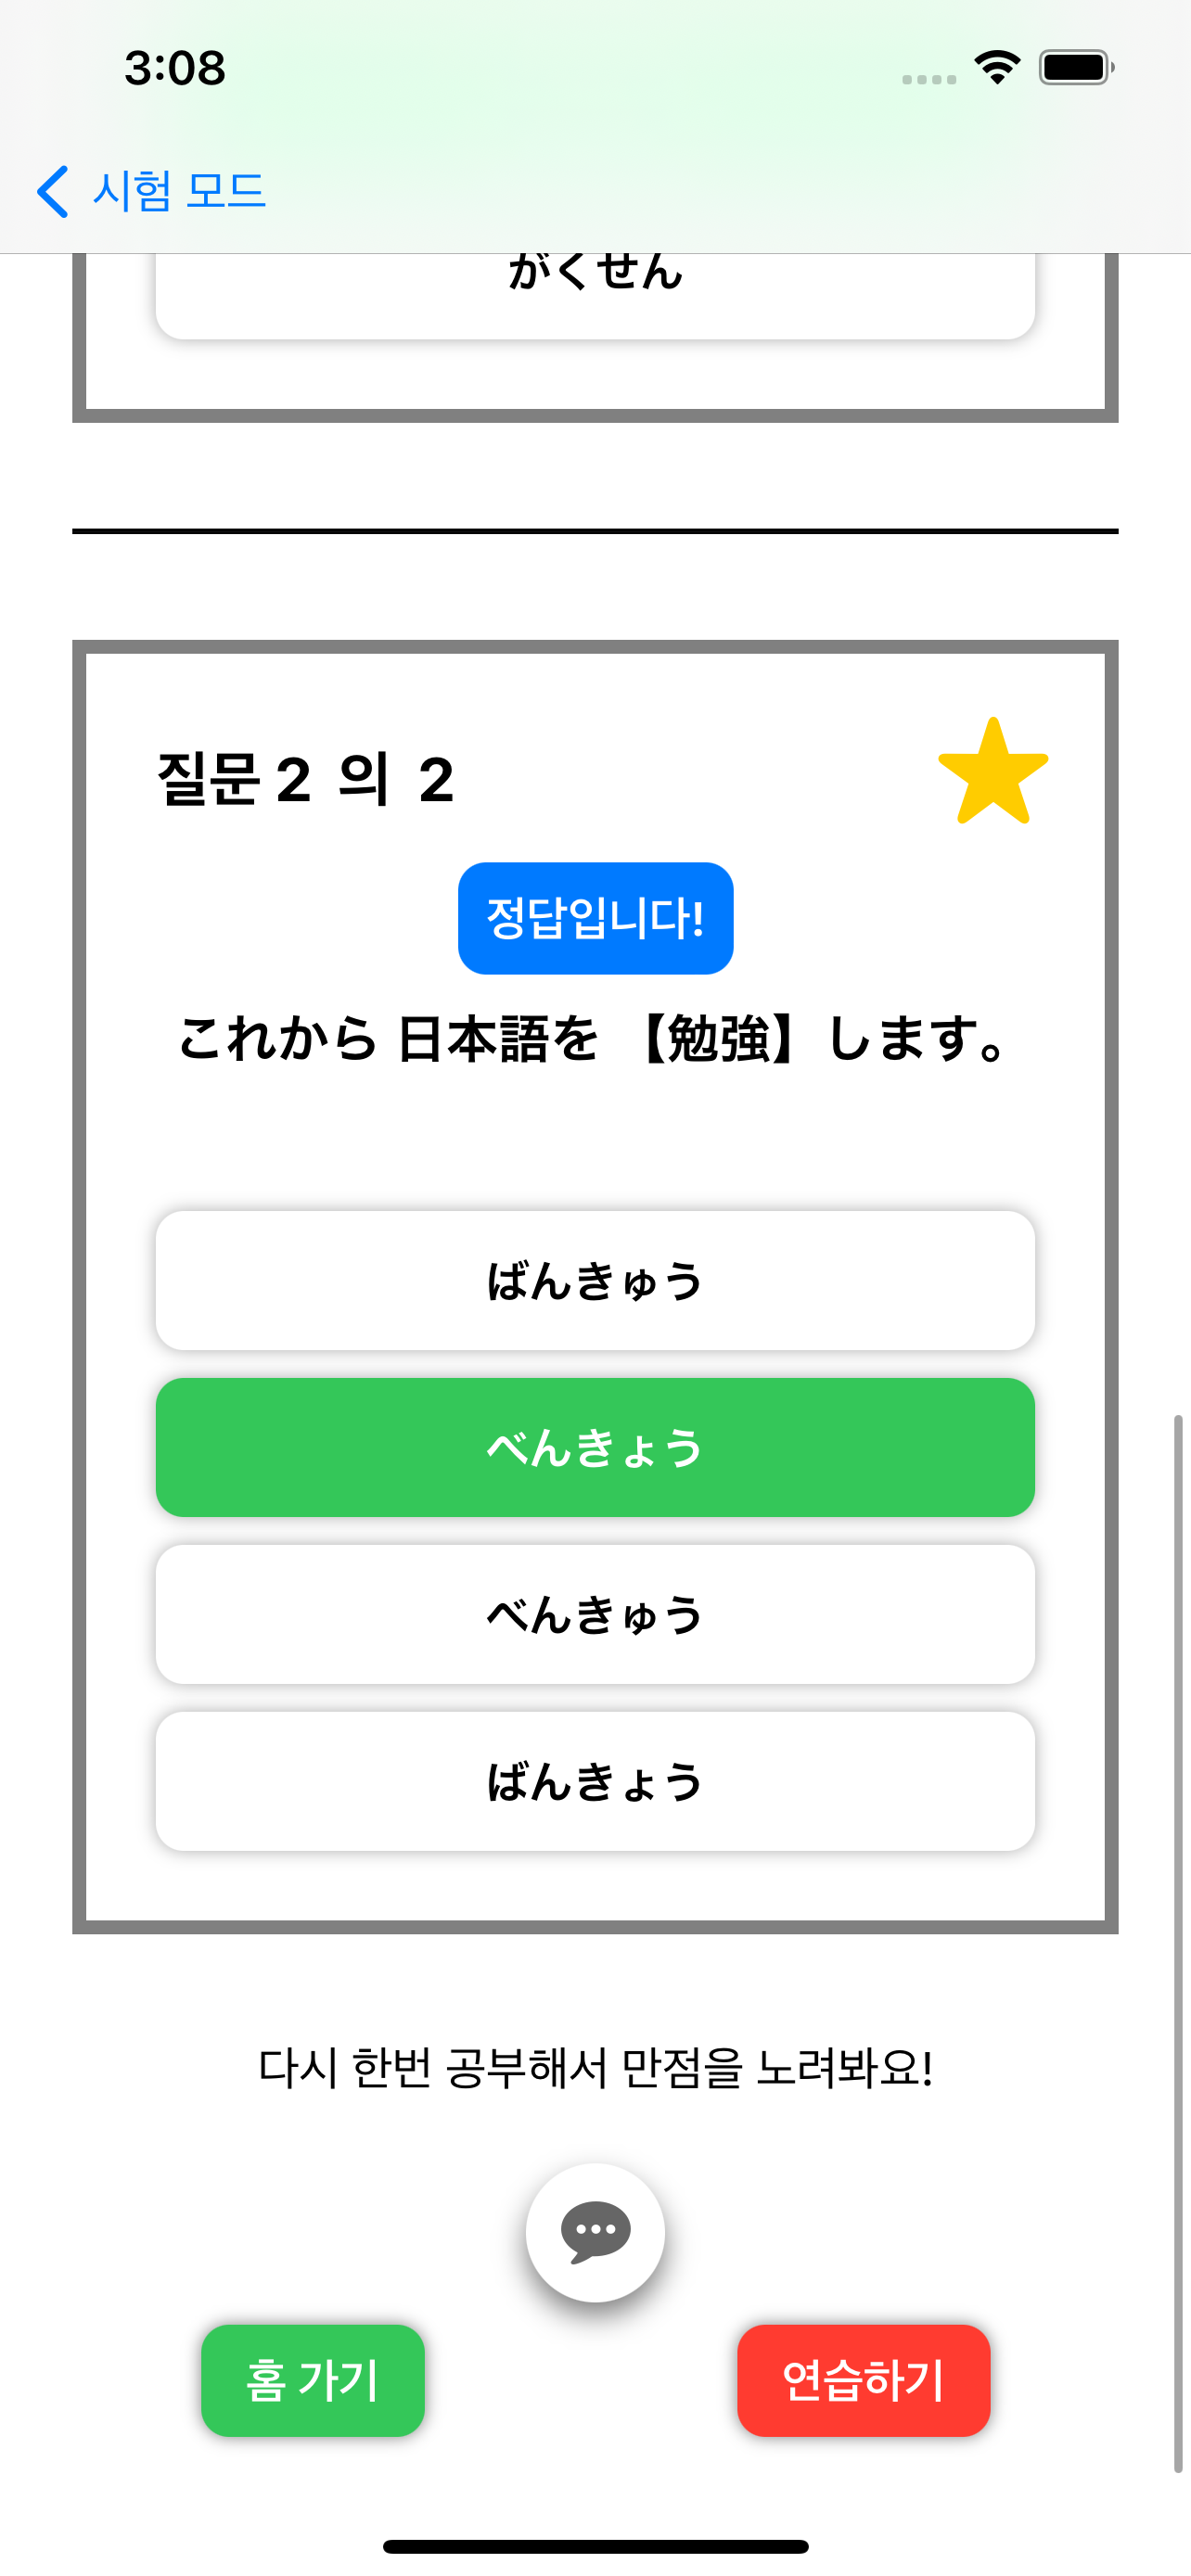 3:08
시험 모드
がくせん
질문 2 의 2
정답입니다!
これから 日本語を 【勉強】します。
ばんきゅう
べんきょう
べんきゅう
ばんきょう
다시 한번 공부해서 만점을 노려봐요!
홈 가기
연습하기